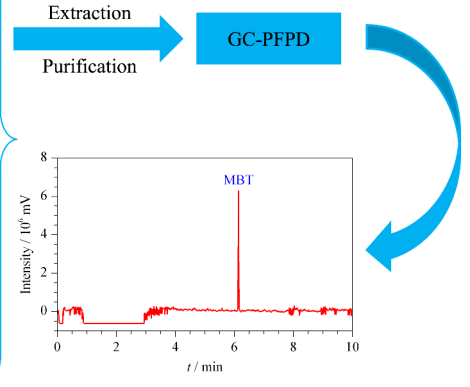 Extraction
Purification
GC-PFPD
MBT
Intensity / 10⁶ mV
8
6
4
2
0
0 2 4 6 8 10
t / min